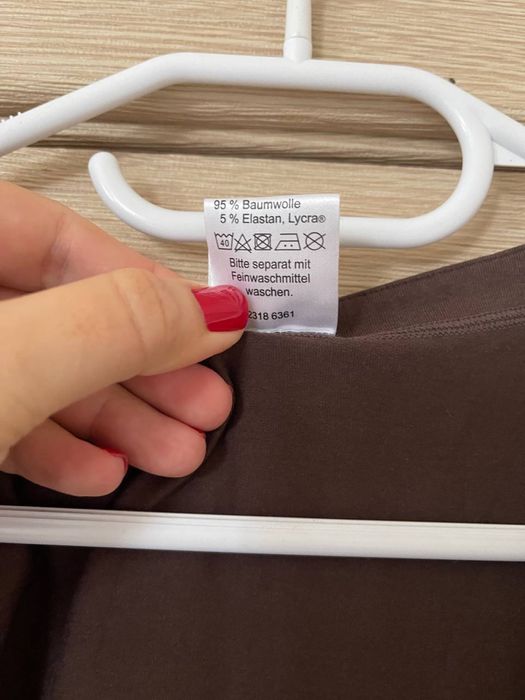 95 % Baumwolle
5 % Elastan, Lycra®
40
Bitte separat mit
Feinwaschmittel
waschen.
2318 6361